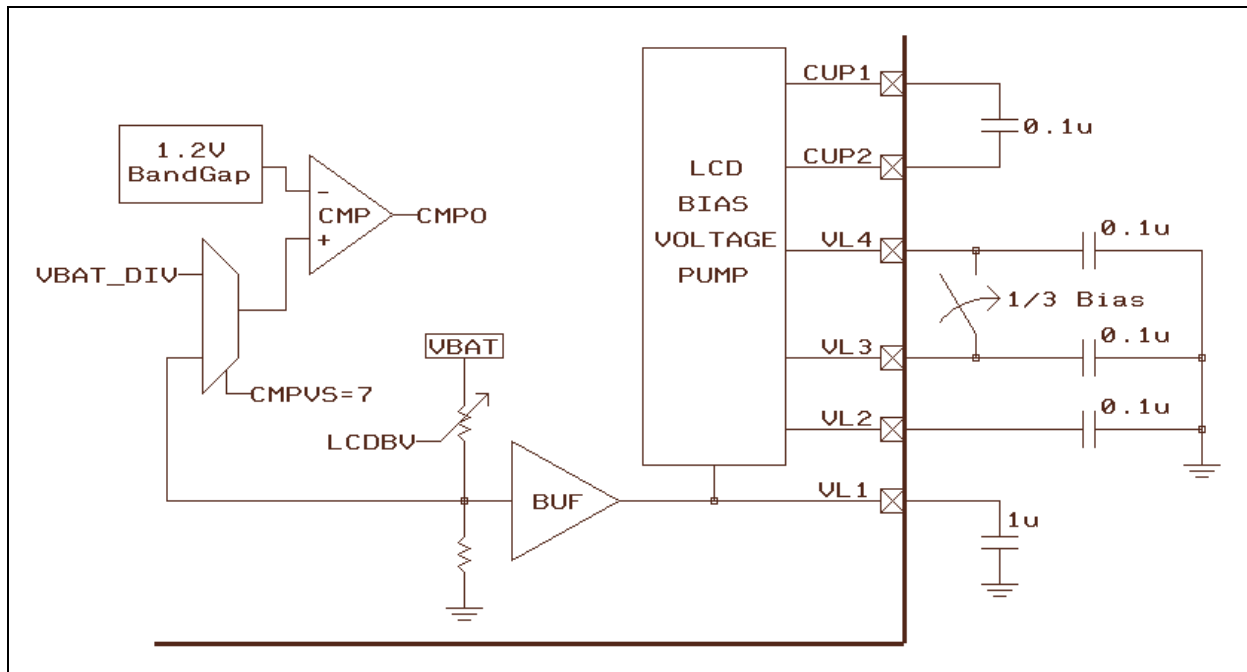 CUP1
0.1u
1.2V
BandGap
CUP2
LCD
BIAS
VOLTAGE
PUMP
-
CMP
CMPO
+
VL4
0.1u
VBAT_DIV
1/3 Bias
VBAT
VL3
0.1u
CMPVS=7
LCDBV
VL2
0.1u
BUF
VL1
1u